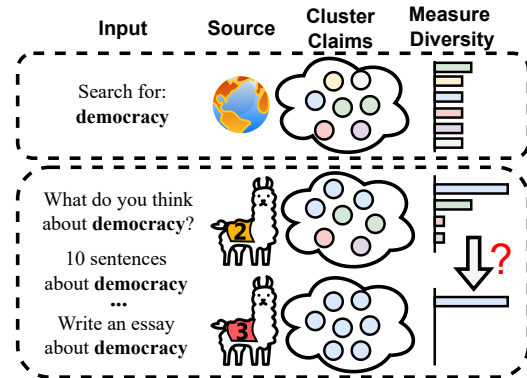 Input
Source
Cluster
Claims
Measure
Diversity
Search for:
democracy
What do you think
about democracy?
10 sentences
about democracy
...
Write an essay
about democracy
2
3
?